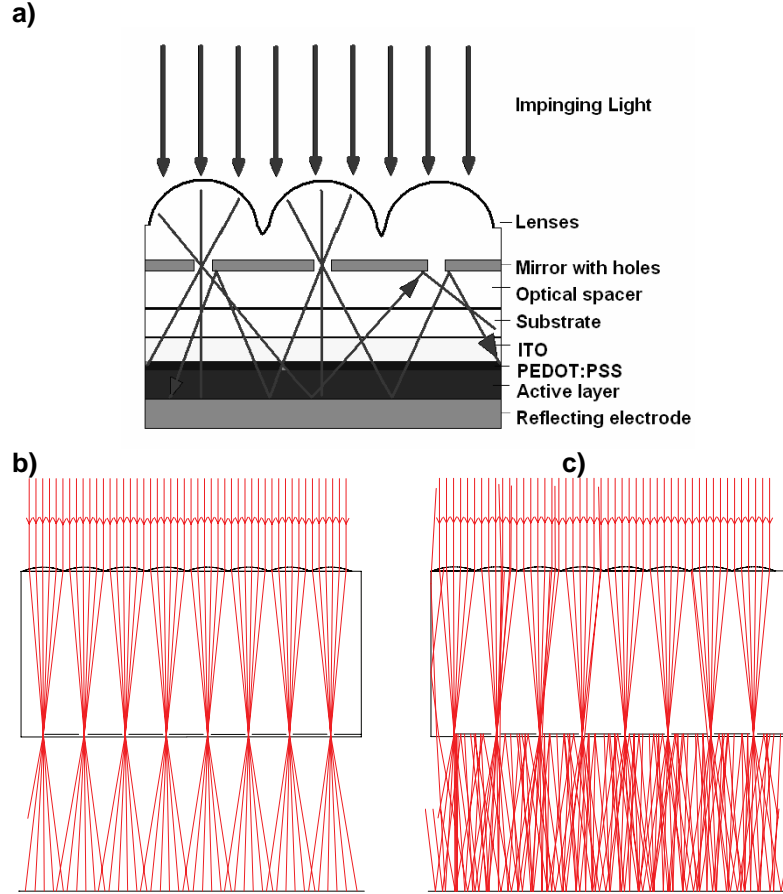 a)
Impinging Light
Lenses
Mirror with holes
Optical spacer
Substrate
ITO
PEDOT:PSS
Active layer
Reflecting electrode
b)
c)